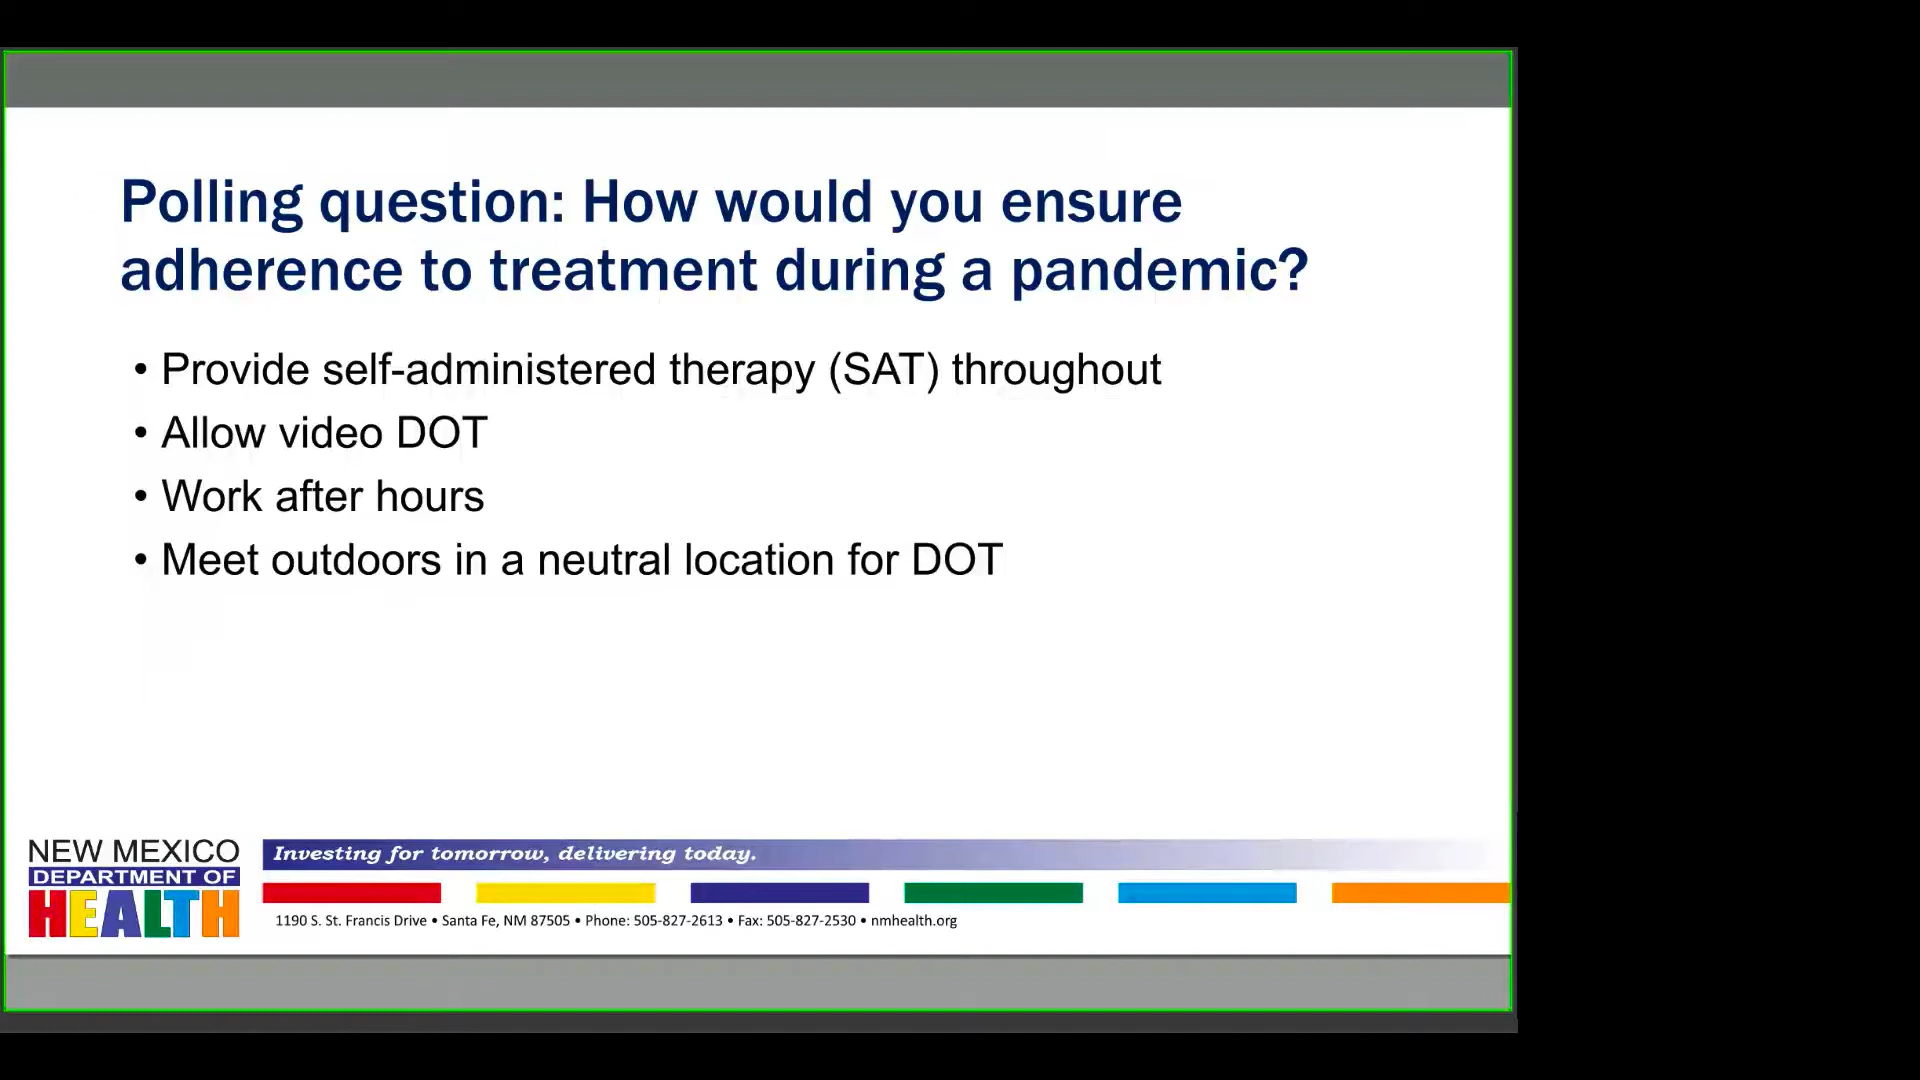 Polling question: How would you ensure
adherence to treatment during a pandemic?
• Provide self-administered therapy (SAT) throughout
• Allow video DOT
• Work after hours
• Meet outdoors in a neutral location for DOT
NEW MEXICO
DEPARTMENT OF
HEALTH
Investing for tomorrow, delivering today.
1190 S. St. Francis Drive • Santa Fe, NM 87505 • Phone: 505-827-2613 • Fax: 505-827-2530 • nmhealth.org